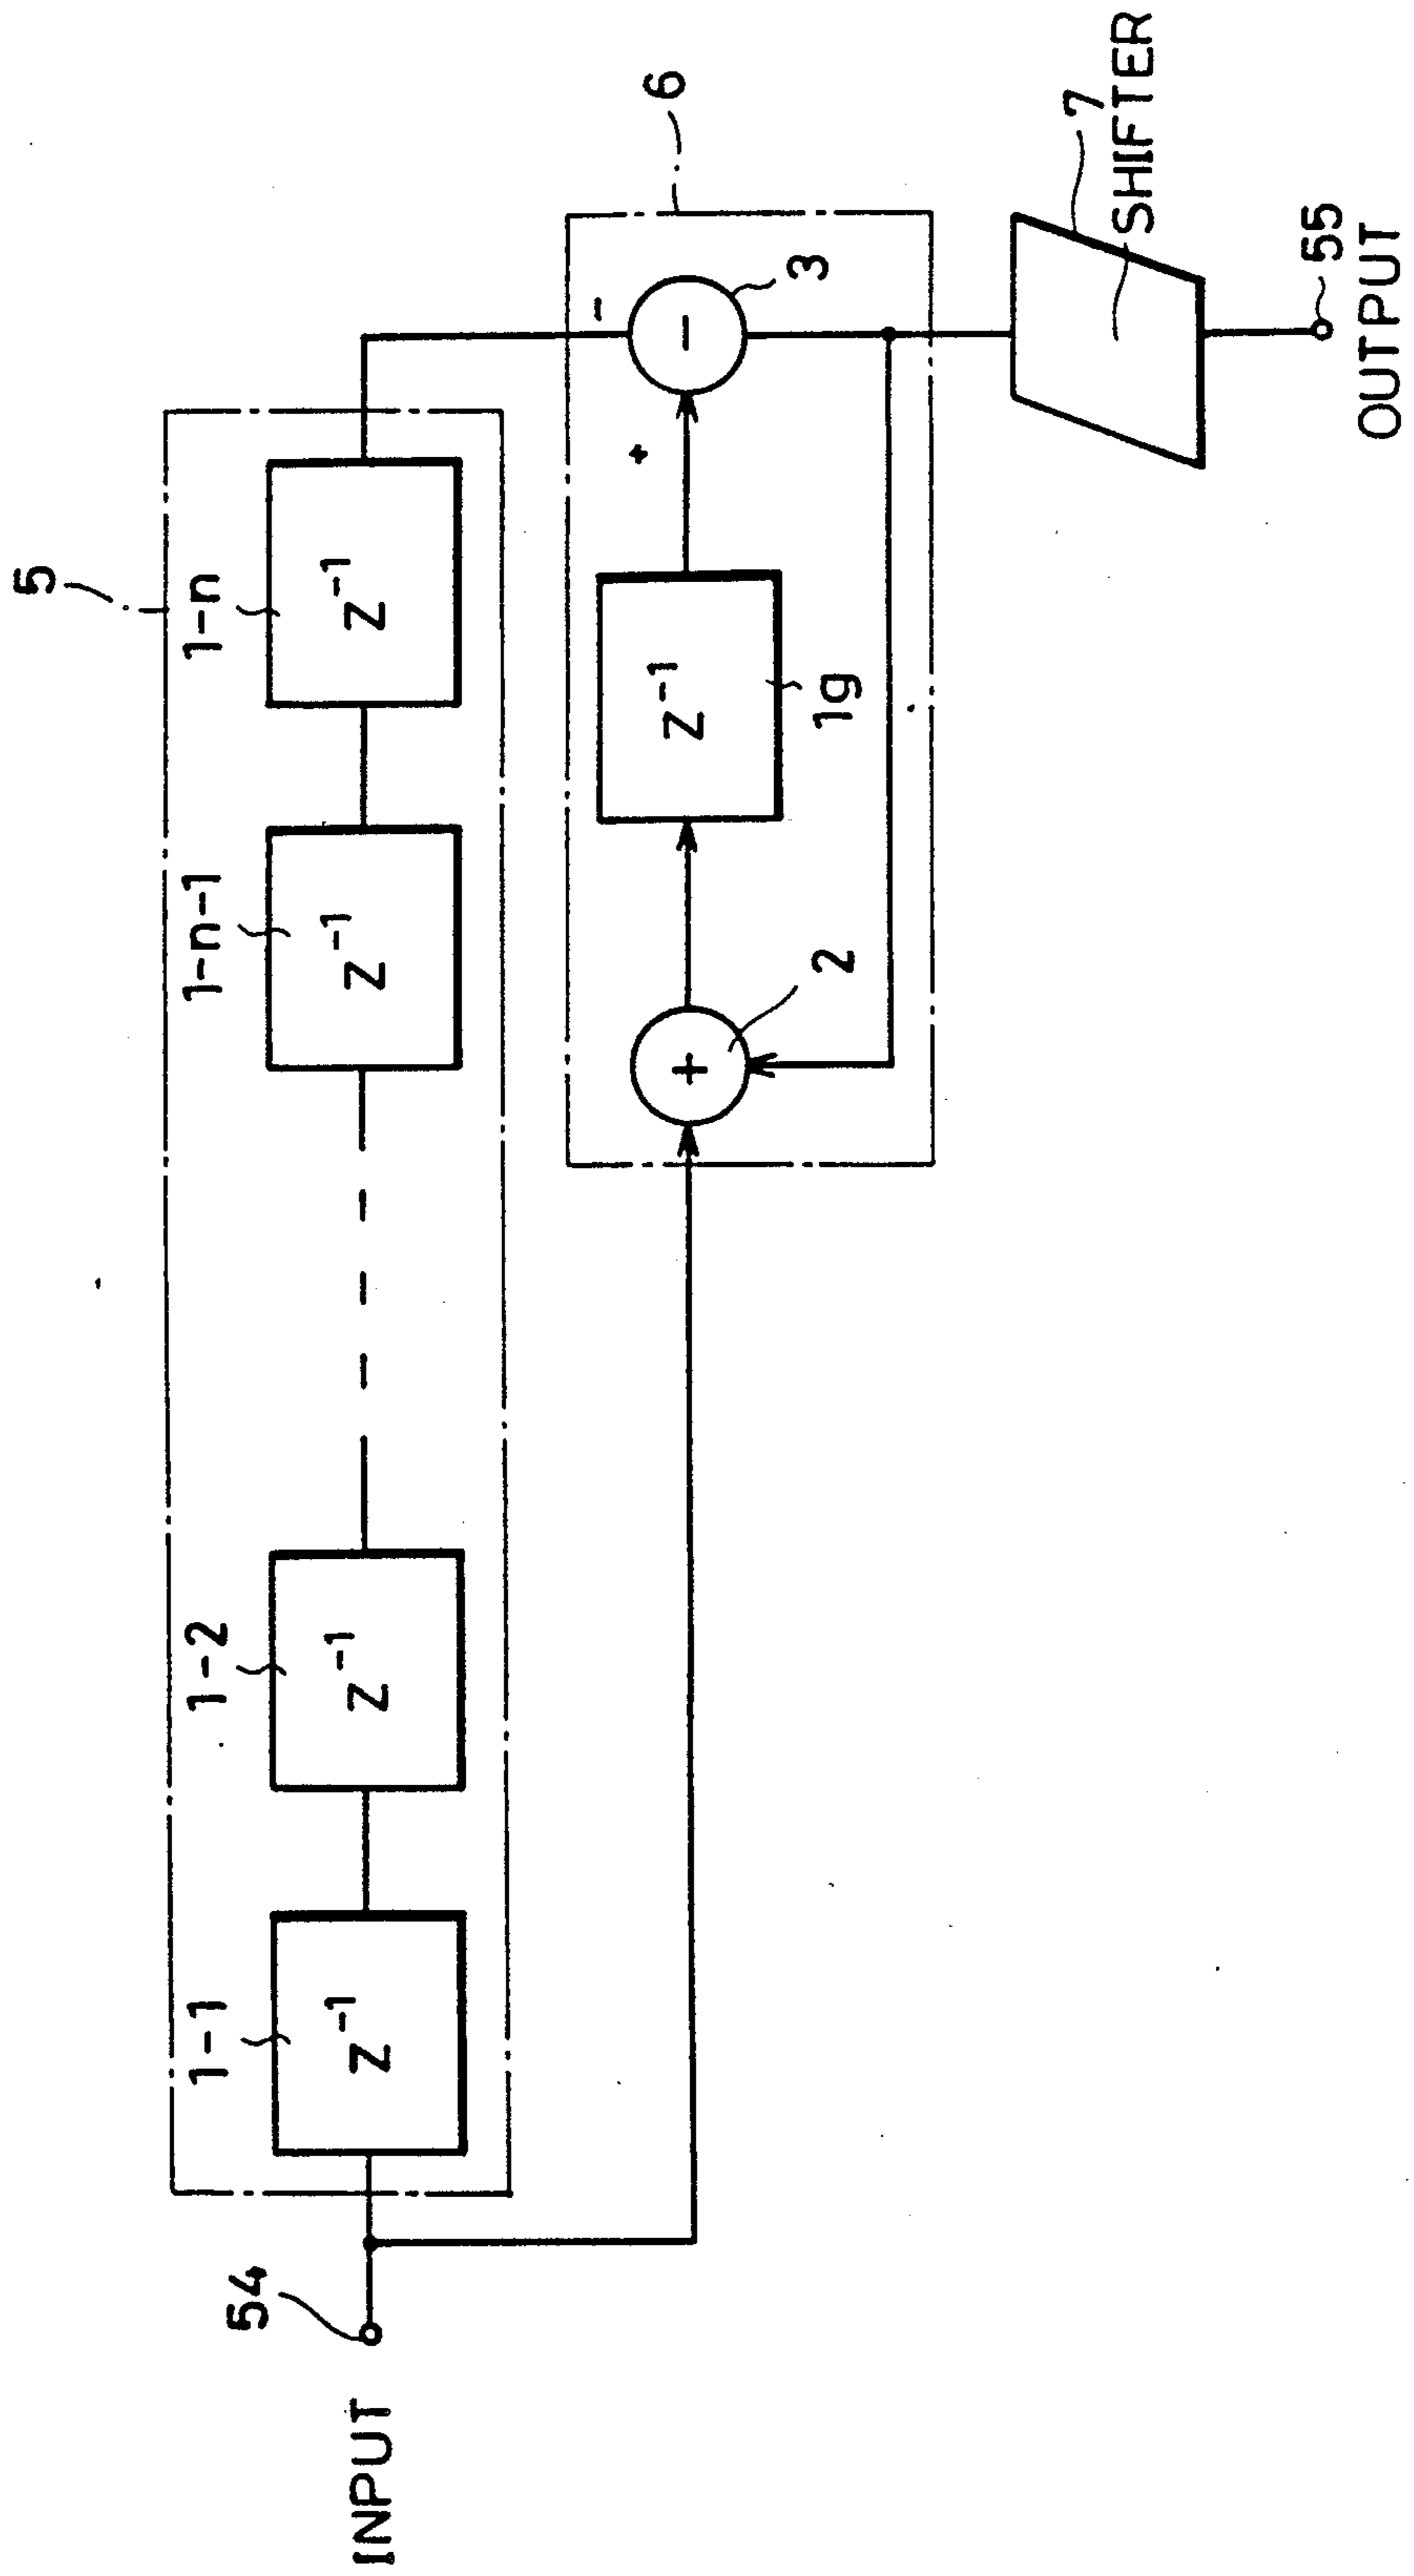 5
1-1
1-2
1-n-1
1-n
INPUT
54
Z⁻¹
Z⁻¹
Z⁻¹
Z⁻¹
6
-
+
+
Z⁻¹
-
2
1g
3
7
SHIFTER
55
OUTPUT